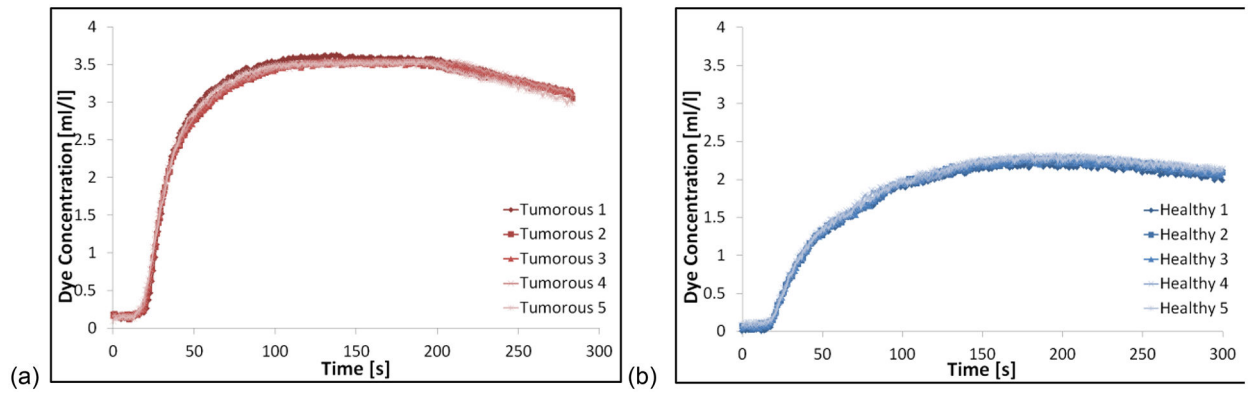 4
3.5
3
2.5
2
1.5
1
0.5
0
Dye Concentration [ml/l]
0 50 100 150 200 250 300
Time [s]
Tumorous 1
Tumorous 2
Tumorous 3
Tumorous 4
Tumorous 5
(a)
4
3.5
3
2.5
2
1.5
1
0.5
0
Dye Concentration [ml/l]
0 50 100 150 200 250 300
Time [s]
Healthy 1
Healthy 2
Healthy 3
Healthy 4
Healthy 5
(b)